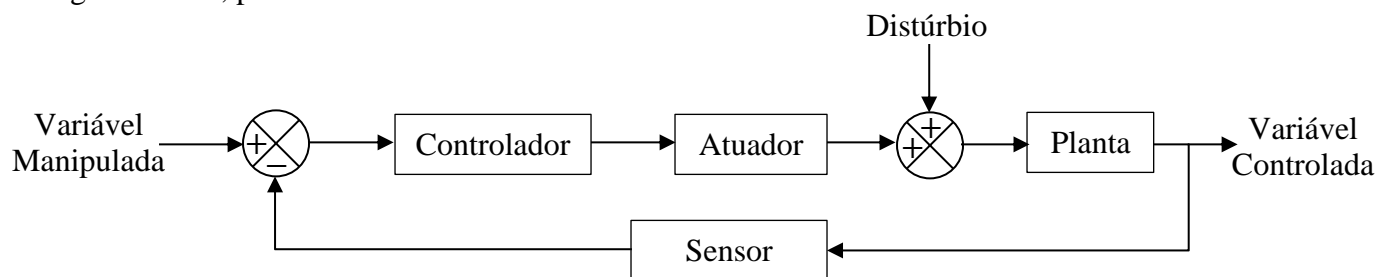 Distúrbio
Variável
Manipulada
+
−
Controlador
Atuador
+
+
Planta
Variável
Controlada
Sensor